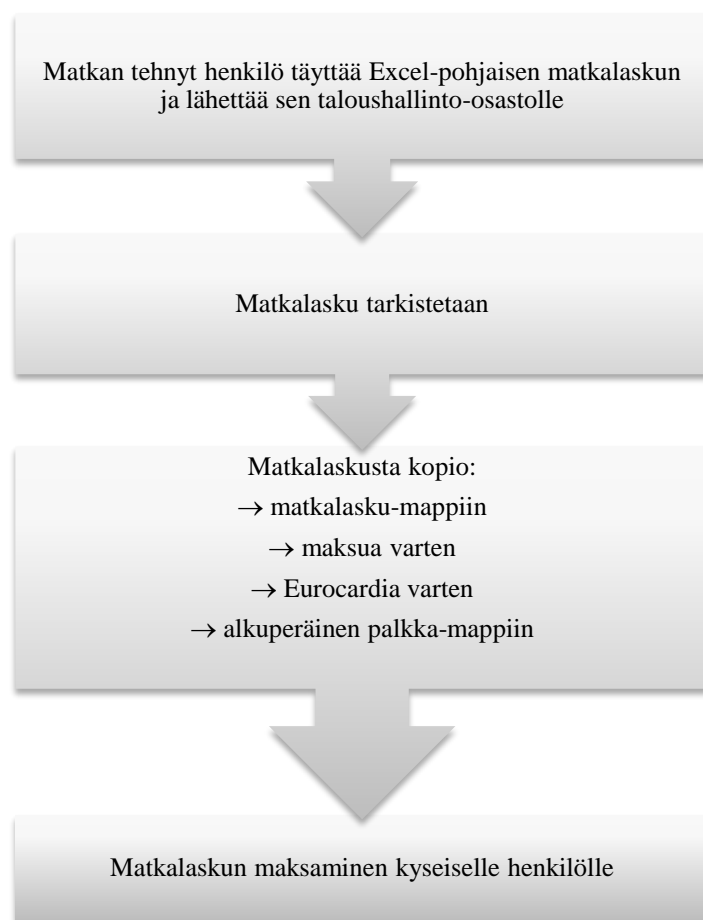 Matkan tehnyt henkilö täyttää Excel-pohjaisen matkalaskun
ja lähettää sen taloushallinto-osastolle
Matkalasku tarkistetaan
Matkalaskusta kopio:
→ matkalasku-mappiin
→ maksua varten
→ Eurocardia varten
→ alkuperäinen palkka-mappiin
Matkalaskun maksaminen kyseiselle henkilölle